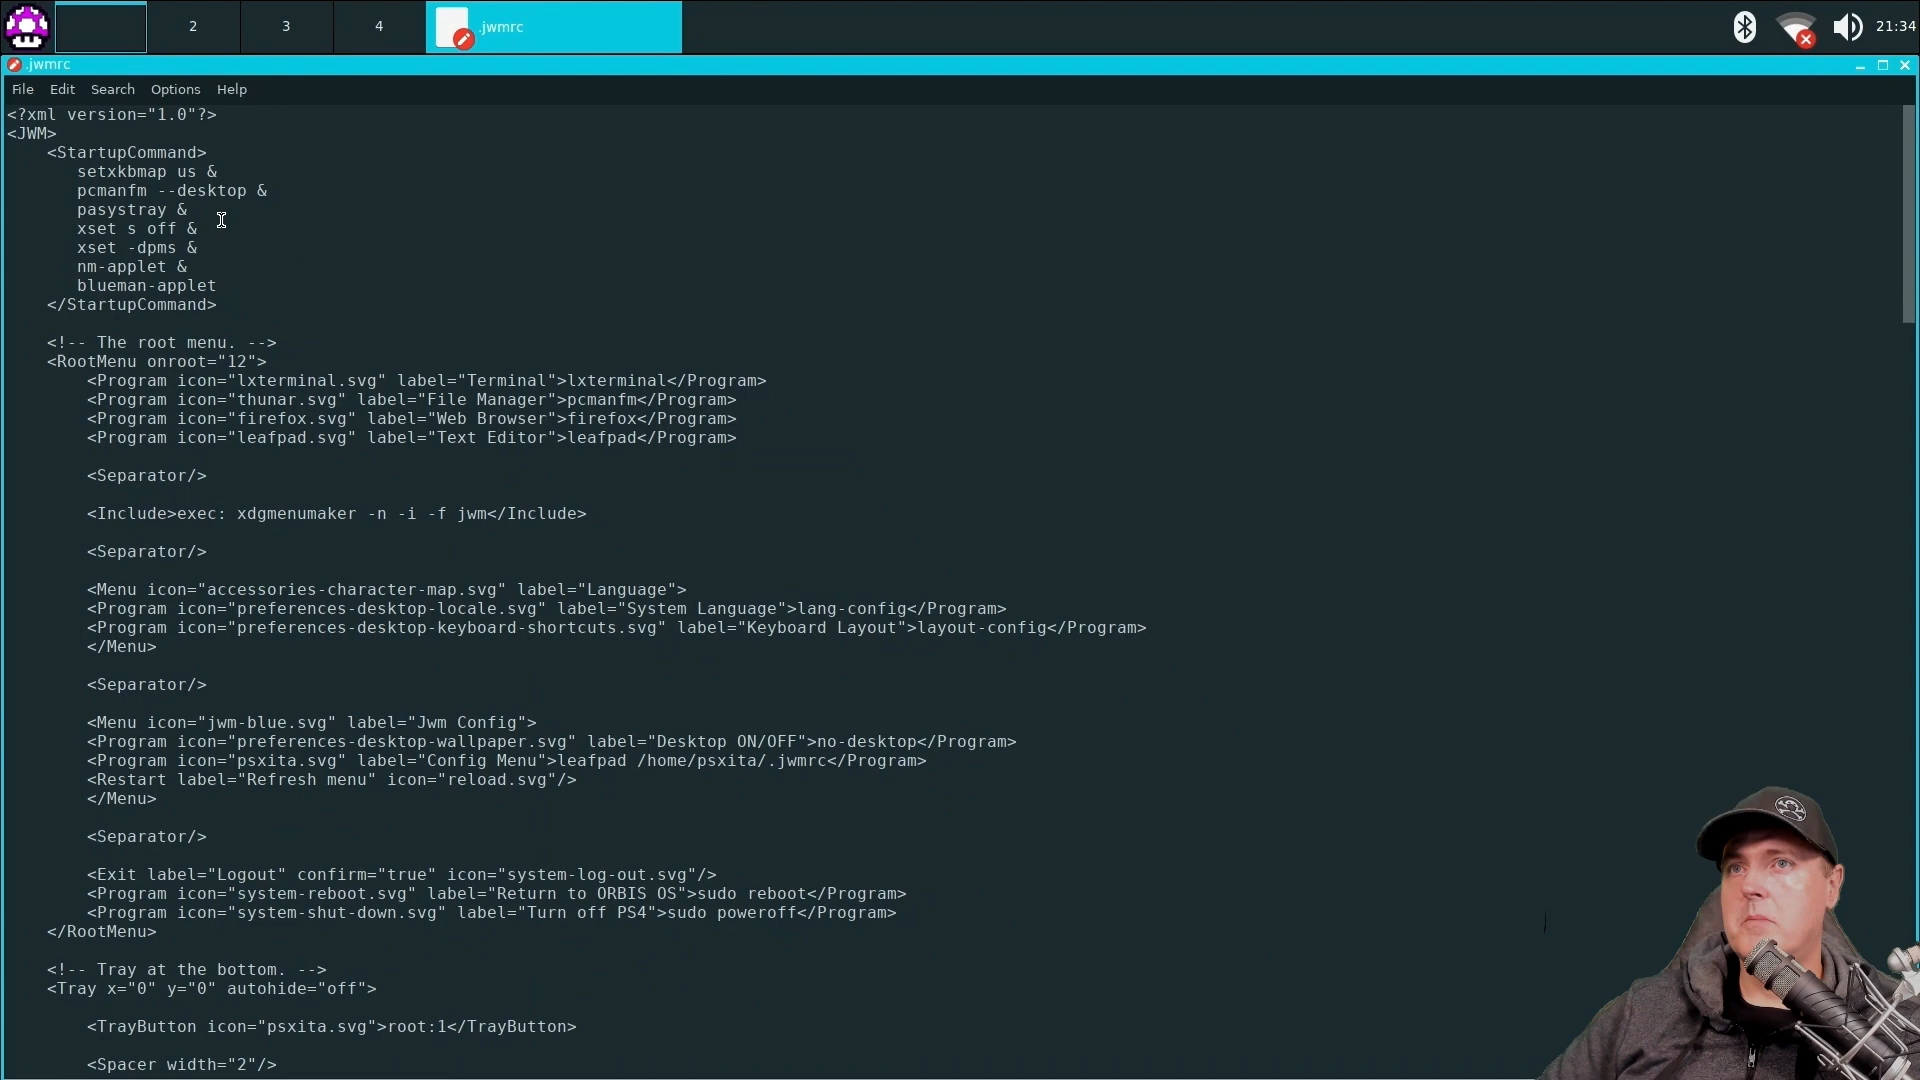 2
3
4
.jwmrc
21:34
.jwmrc
File Edit Search Options Help
<?xml version="1.0"?>
<JWM>
    <StartupCommand>
       setxkbmap us &
       pcmanfm --desktop &
       pasystray &
       xset s off &
       xset -dpms &
       nm-applet &
       blueman-applet
    </StartupCommand>

    <!-- The root menu. -->
    <RootMenu onroot="12">
        <Program icon="lxterminal.svg" label="Terminal">lxterminal</Program>
        <Program icon="thunar.svg" label="File Manager">pcmanfm</Program>
        <Program icon="firefox.svg" label="Web Browser">firefox</Program>
        <Program icon="leafpad.svg" label="Text Editor">leafpad</Program>

        <Separator/>

        <Include>exec: xdgmenumaker -n -i -f jwm</Include>

        <Separator/>

        <Menu icon="accessories-character-map.svg" label="Language">
        <Program icon="preferences-desktop-locale.svg" label="System Language">lang-config</Program>
        <Program icon="preferences-desktop-keyboard-shortcuts.svg" label="Keyboard Layout">layout-config</Program>
        </Menu>

        <Separator/>

        <Menu icon="jwm-blue.svg" label="Jwm Config">
        <Program icon="preferences-desktop-wallpaper.svg" label="Desktop ON/OFF">no-desktop</Program>
        <Program icon="psxita.svg" label="Config Menu">leafpad /home/psxita/.jwmrc</Program>
        <Restart label="Refresh menu" icon="reload.svg"/>
        </Menu>

        <Separator/>

        <Exit label="Logout" confirm="true" icon="system-log-out.svg"/>
        <Program icon="system-reboot.svg" label="Return to ORBIS OS">sudo reboot</Program>
        <Program icon="system-shut-down.svg" label="Turn off PS4">sudo poweroff</Program>
    </RootMenu>

    <!-- Tray at the bottom. -->
    <Tray x="0" y="0" autohide="off">

        <TrayButton icon="psxita.svg">root:1</TrayButton>

        <Spacer width="2"/>